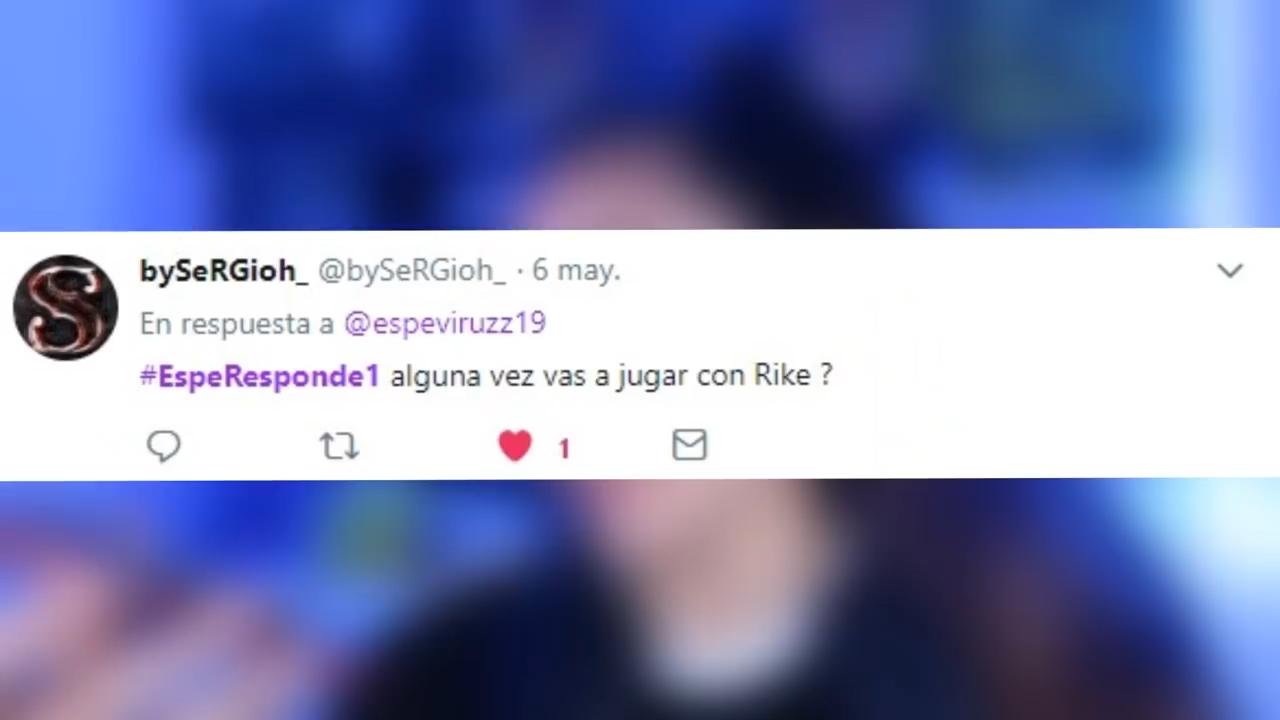 bySeRGioh_ @bySeRGioh_ · 6 may.
En respuesta a @espeviruzz19
#EspeResponde1 alguna vez vas a jugar con Rike ?
1